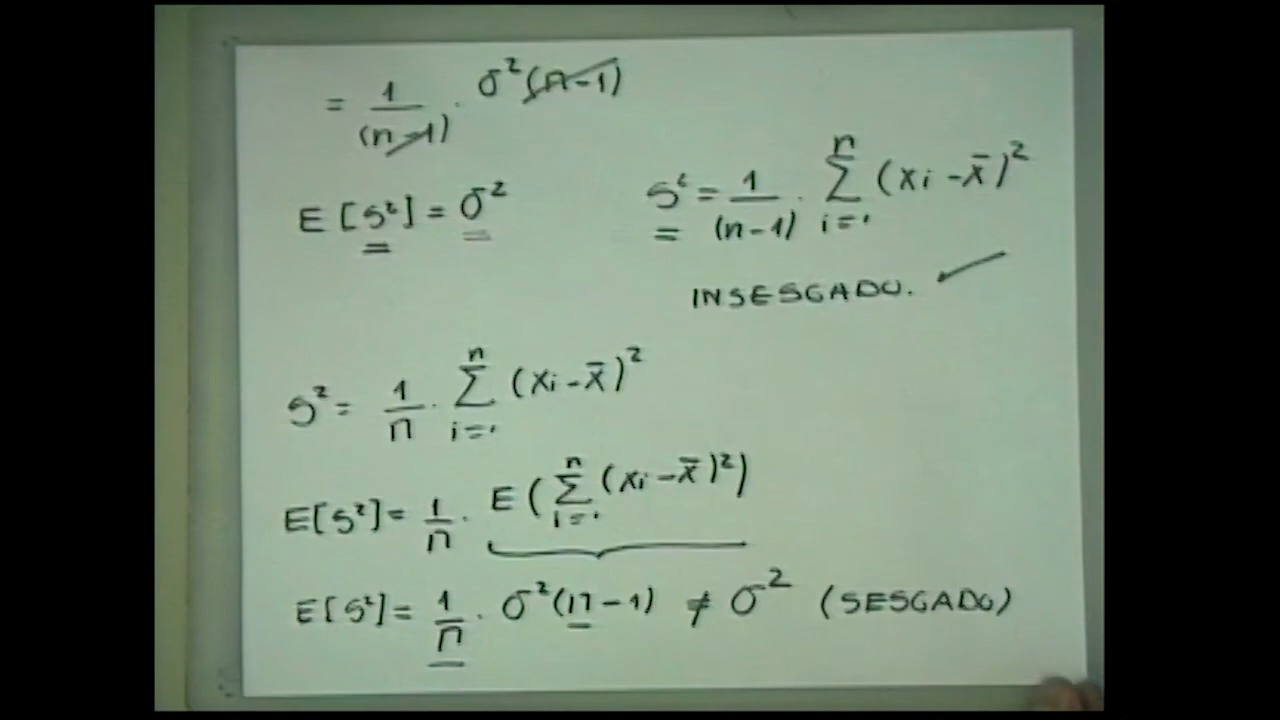 = 1/(n-1) · σ²(n-1)
E[S²] = σ²
S² = 1/(n-1) · Σ_{i=1}^{n} (xi - x̄)²
INSESGADO. ✓
S² = 1/n · Σ_{i=1}^{n} (xi - x̄)²
E[S²] = 1/n · E(Σ_{i=1}^{n} (xi - x̄)²)
E[S²] = 1/n · σ²(n-1) ≠ σ² (SESGADO)